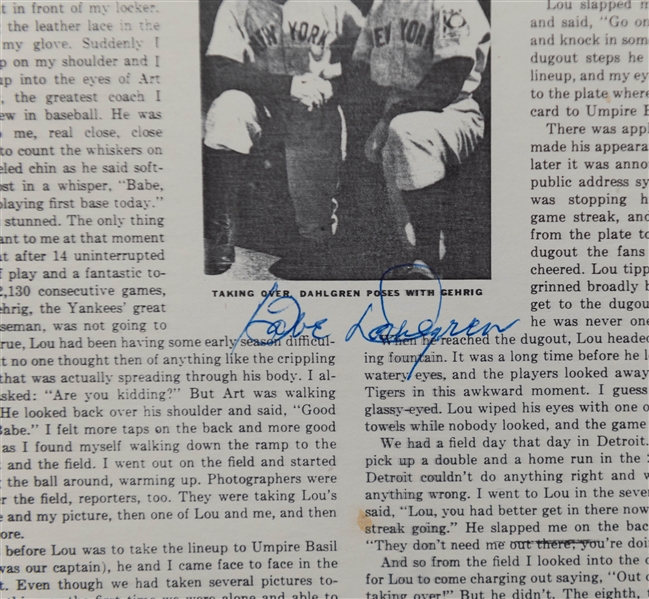 t in front of my locker.
the leather lace in the
my glove. Suddenly I
p on my shoulder and I
up into the eyes of Art
, the greatest coach I
ew in baseball. He was
o me, real close, close
to count the whiskers on
eled chin as he said soft-
ost in a whisper, "Babe,
playing first base today."
stunned. The only thing
ant to me at that moment
at after 14 uninterrupted
f play and a fantastic to-
2,130 consecutive games,
ehrig, the Yankees' great
seman, was not going to
rue, Lou had been having some early season difficul-
t no one thought then of anything like the crippling
that was actually spreading through his body. I al-
sked: "Are you kidding?" But Art was walking
He looked back over his shoulder and said, "Good
Babe." I felt more taps on the back and more good
as I found myself walking down the ramp to the
t and the field. I went out on the field and started
g the ball around, warming up. Photographers were
r the field, reporters, too. They were taking Lou's
e and my picture, then one of Lou and me, and then
ore.
before Lou was to take the lineup to Umpire Basil
was our captain), he and I came face to face in the
t. Even though we had taken several pictures to-
NEW YORK
NEW YORK
TAKING OVER, DAHLGREN POSES WITH GEHRIG
Babe Dahlgren
Lou slapped m
and said, "Go on
and knock in som
dugout steps he
lineup, and my ey
to the plate where
card to Umpire B
There was appl
made his appeara
later it was anno
public address sy
was stopping h
game streak, and
from the plate to
dugout the fans
cheered. Lou tipp
grinned broadly b
get to the dugou
he was never one
When he reached the dugout, Lou headed
ing fountain. It was a long time before he l
watery eyes, and the players looked away
Tigers in this awkward moment. I guess
glassy-eyed. Lou wiped his eyes with one o
towels while nobody looked, and the game
We had a field day that day in Detroit.
pick up a double and a home run in the
Detroit couldn't do anything right and w
anything wrong. I went to Lou in the seve
said, "Lou, you had better get in there now
streak going." He slapped me on the bac
"They don't need me out there, you're doi
And so from the field I looked into the d
for Lou to come charging out saying, "Out o
taking over!" But he didn't. The eighth, t